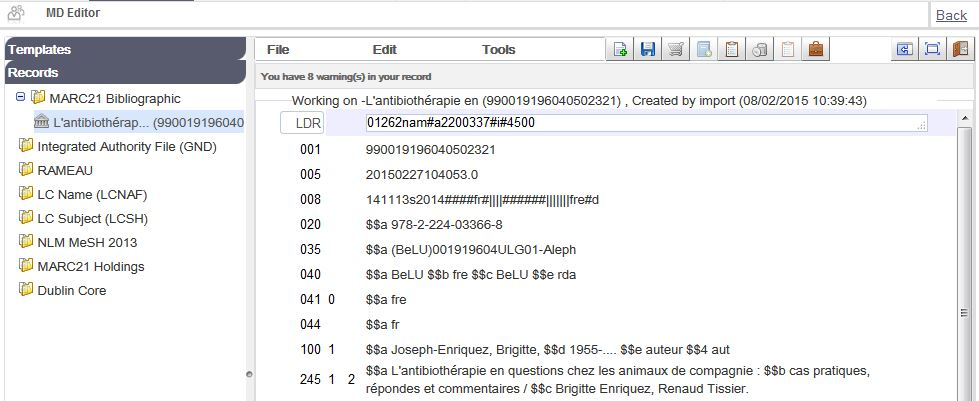 MD Editor
Back
Templates
Records
MARC21 Bibliographic
L'antibiothérap... (990019196040
Integrated Authority File (GND)
RAMEAU
LC Name (LCNAF)
LC Subject (LCSH)
NLM MeSH 2013
MARC21 Holdings
Dublin Core
File Edit Tools
You have 8 warning(s) in your record
Working on -L'antibiothérapie en (990019196040502321) , Created by import (08/02/2015 10:39:43)
LDR 01262nam#a2200337#i#4500
001 990019196040502321
005 20150227104053.0
008 141113s2014####fr#||||######|||||||fre#d
020 $$a 978-2-224-03366-8
035 $$a (BeLU)001919604ULG01-Aleph
040 $$a BeLU $$b fre $$c BeLU $$e rda
041 0 $$a fre
044 $$a fr
100 1 $$a Joseph-Enriquez, Brigitte, $$d 1955-.... $$e auteur $$4 aut
245 1 2 $$a L'antibiothérapie en questions chez les animaux de compagnie : $$b cas pratiques,
répondes et commentaires / $$c Brigitte Enriquez, Renaud Tissier.